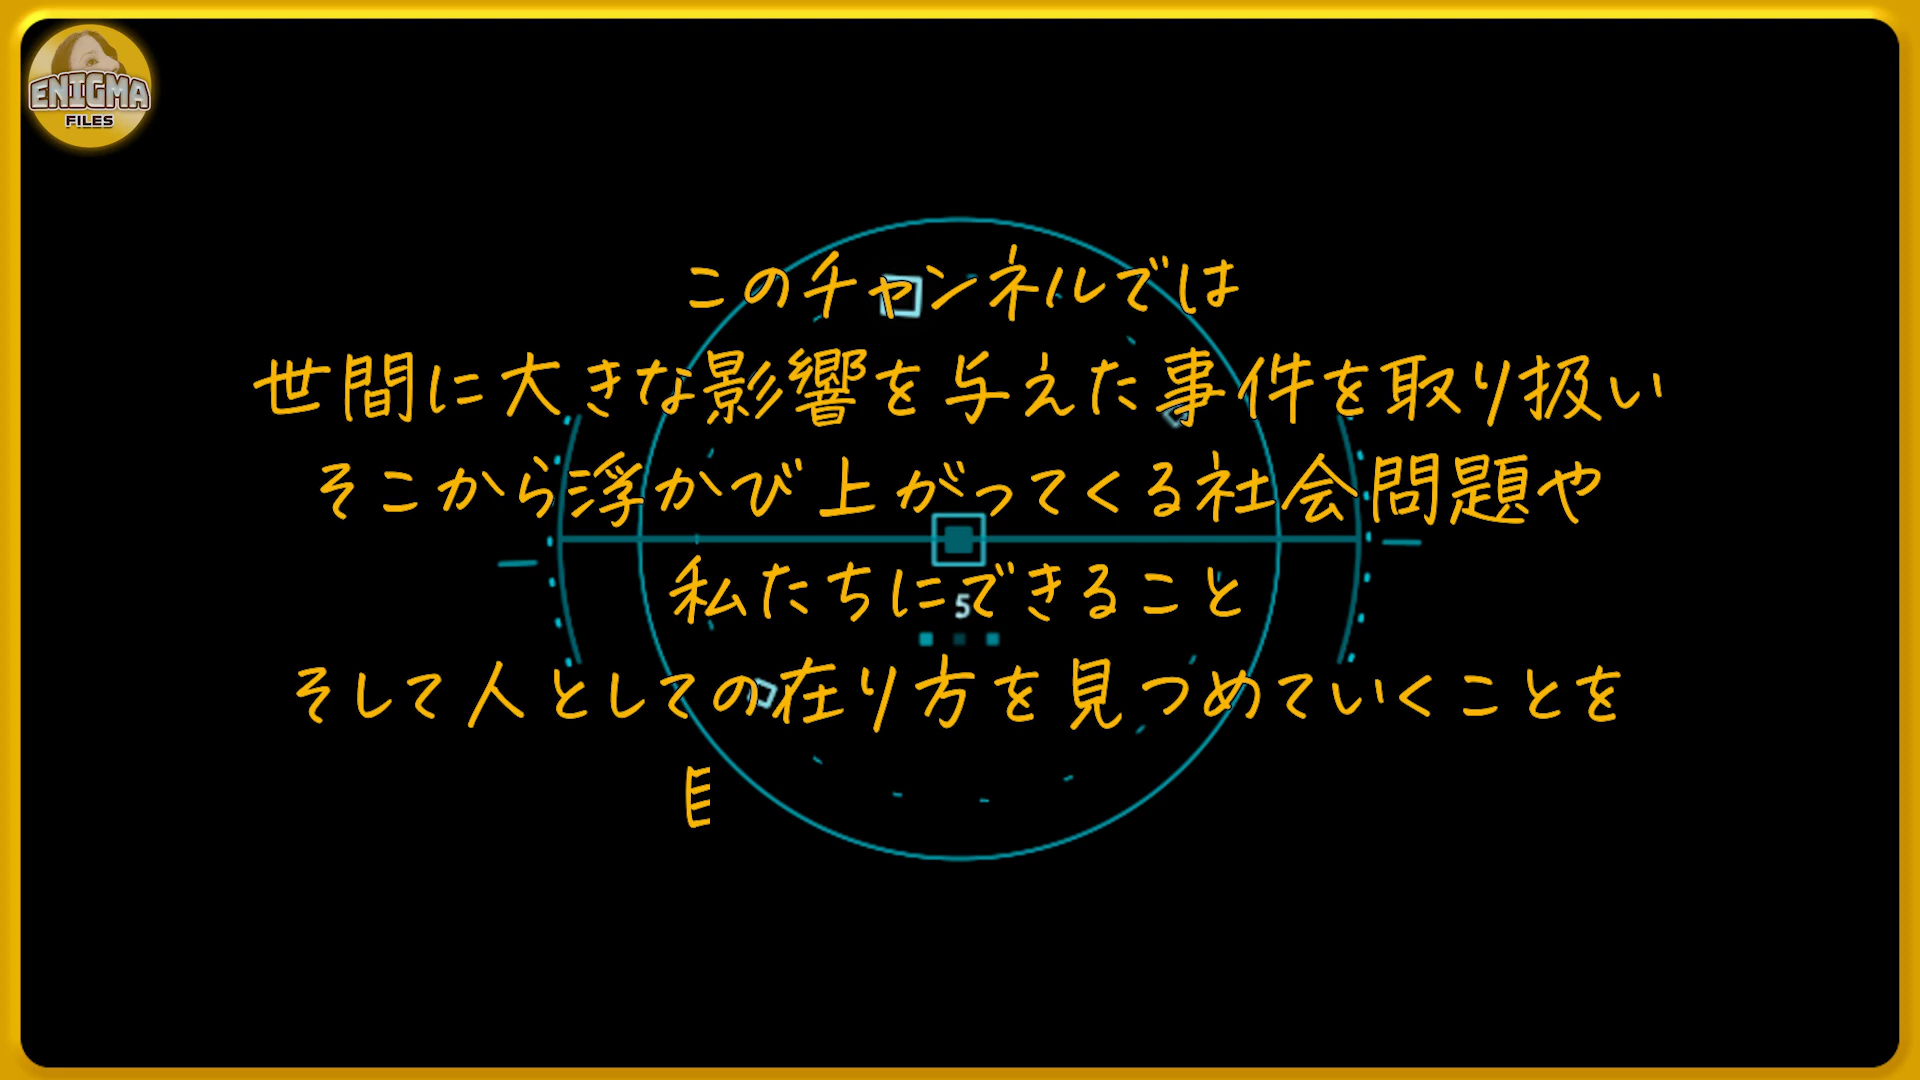 ENIGMA
FILES
このチャンネルでは
世間に大きな影響を与えた事件を取り扱い
そこから浮かび上がってくる社会問題や
私たちにできること
5
そして人としての在り方を見つめていくことを